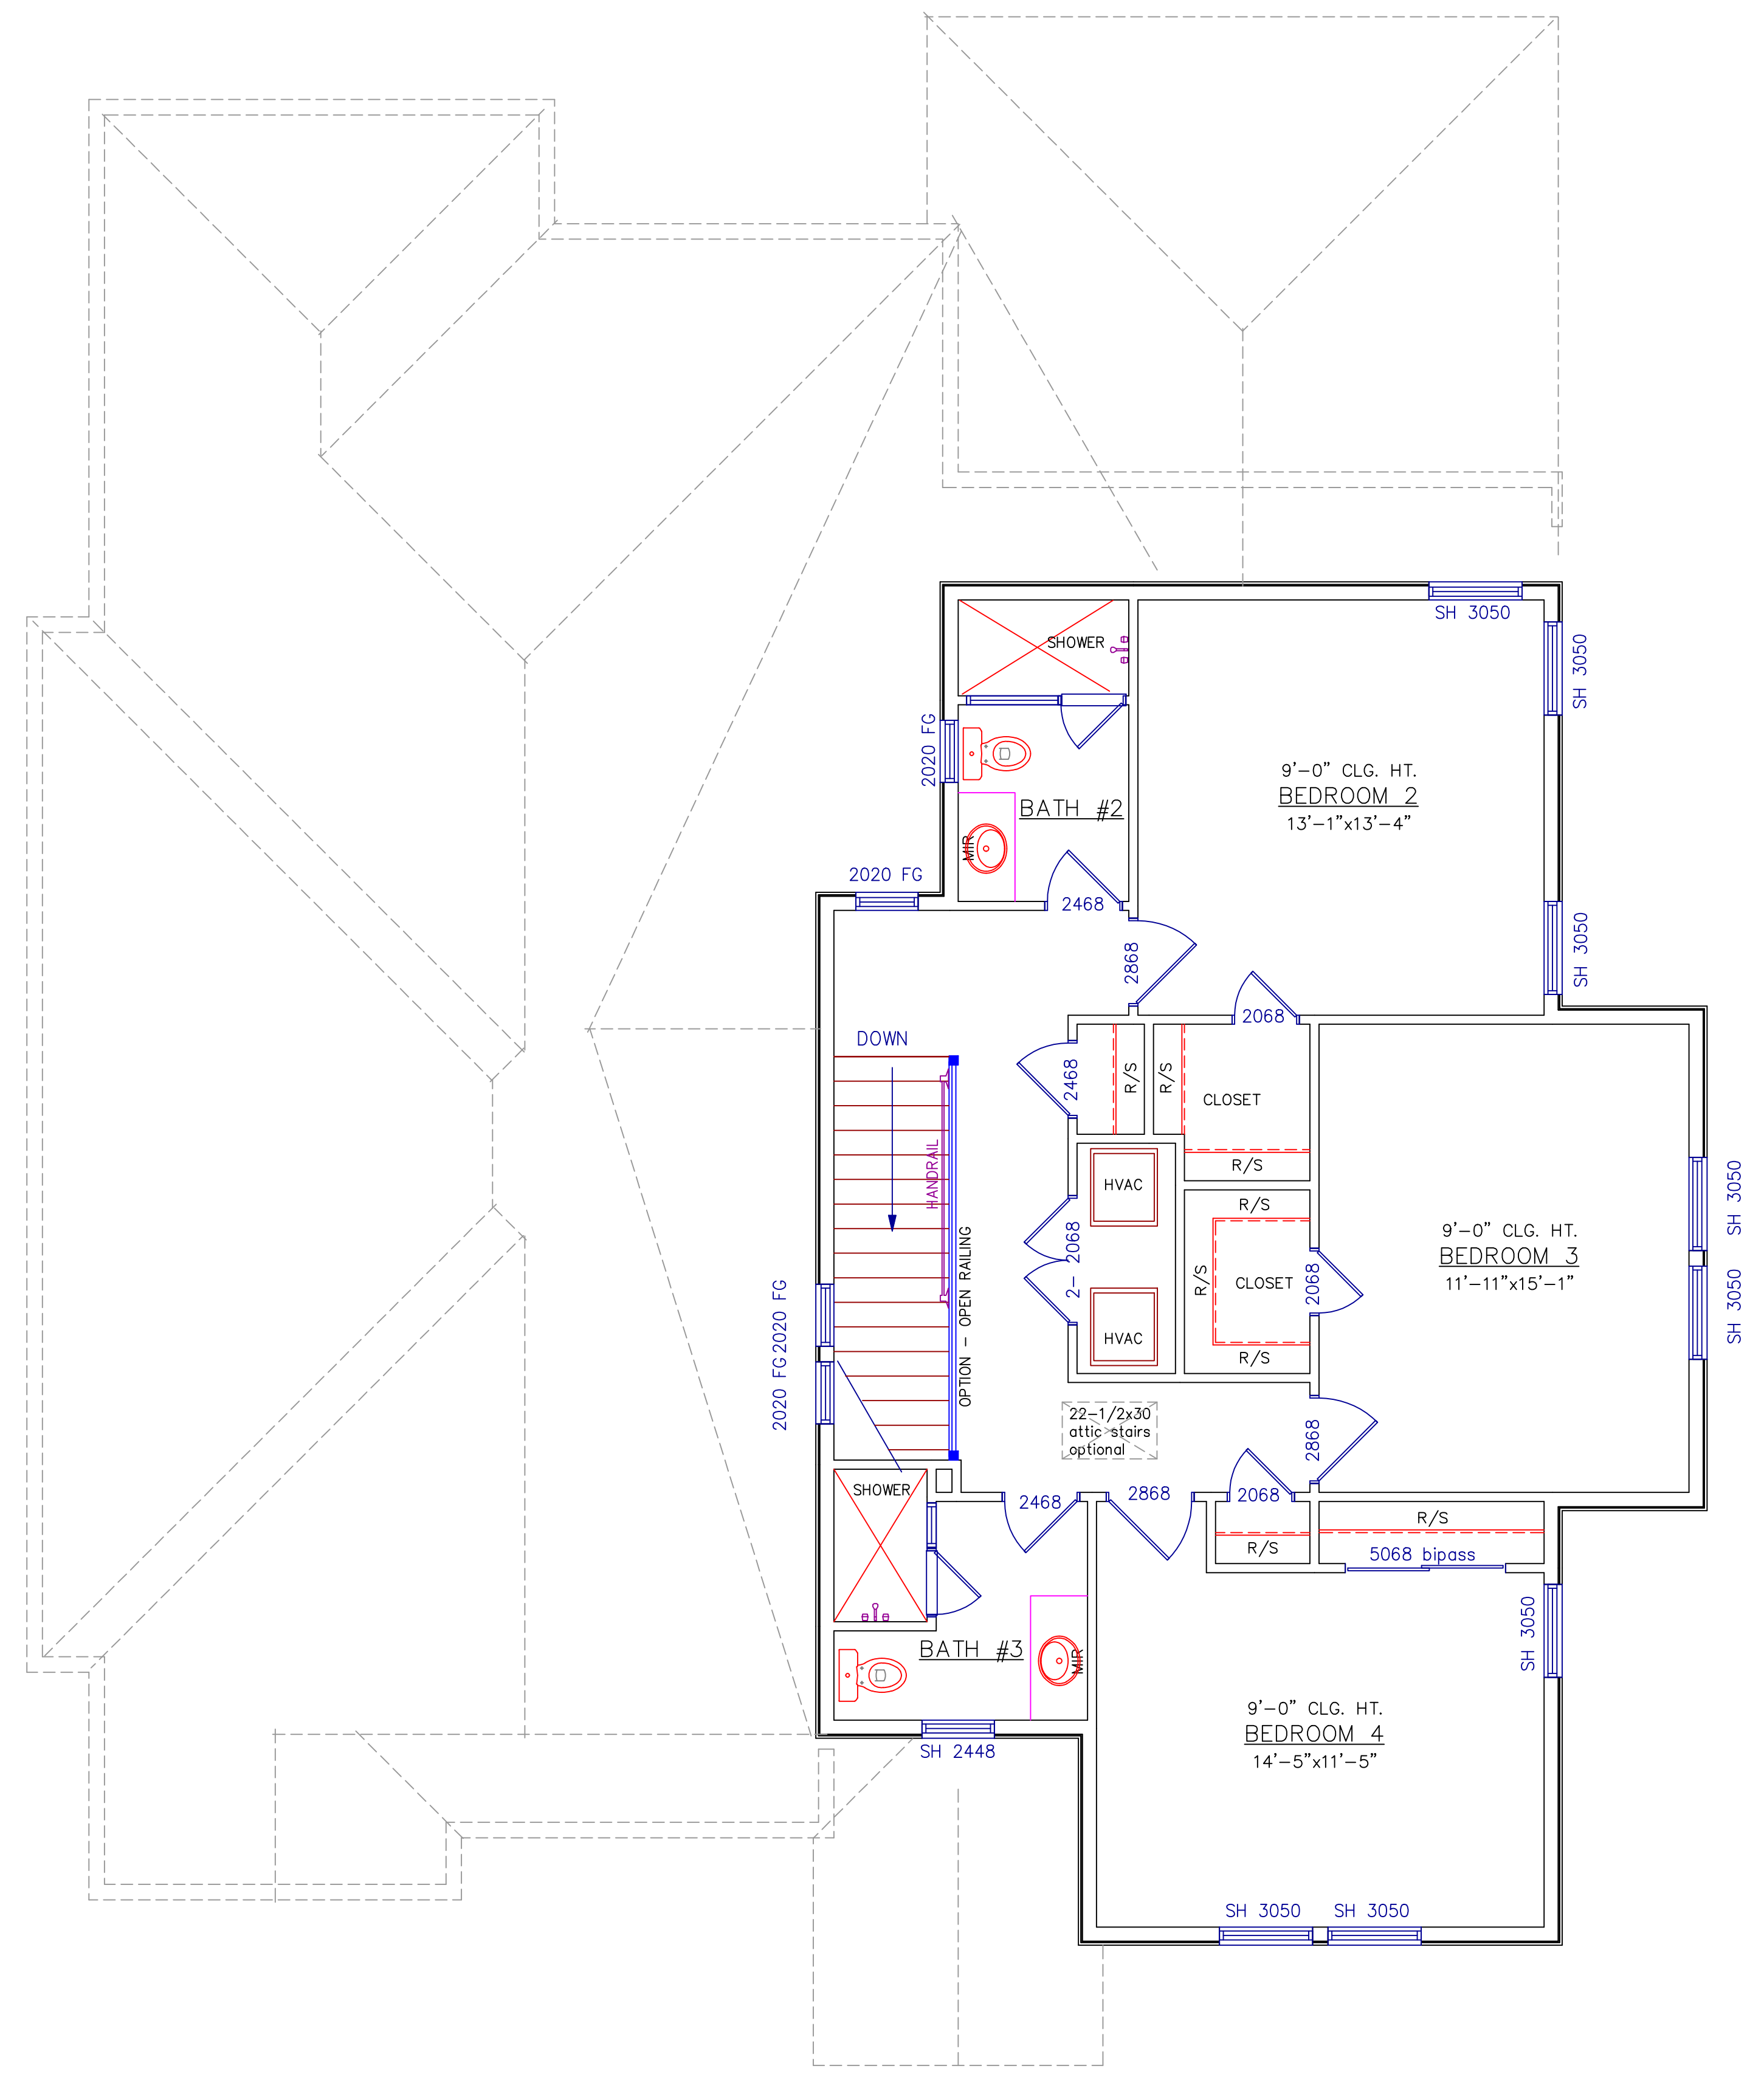 SH 3050
SHOWER
SH 3050
2020 FG
9'-0" CLG. HT.
BEDROOM 2
13'-1"x13'-4"
BATH #2
MIR
2020 FG
2468
2868
SH 3050
2068
DOWN
2468
R/S
R/S
CLOSET
R/S
HANDRAIL
HVAC
R/S
2- 2068
OPTION - OPEN RAILING
R/S
CLOSET
2068
9'-0" CLG. HT.
BEDROOM 3
11'-11"x15'-1"
SH 3050
SH 3050
2020 FG
2020 FG
HVAC
R/S
22-1/2x30
attic stairs
optional
2868
SHOWER
2468
2868
2068
R/S
R/S
5068 bipass
SH 3050
BATH #3
MIR
SH 2448
9'-0" CLG. HT.
BEDROOM 4
14'-5"x11'-5"
SH 3050
SH 3050